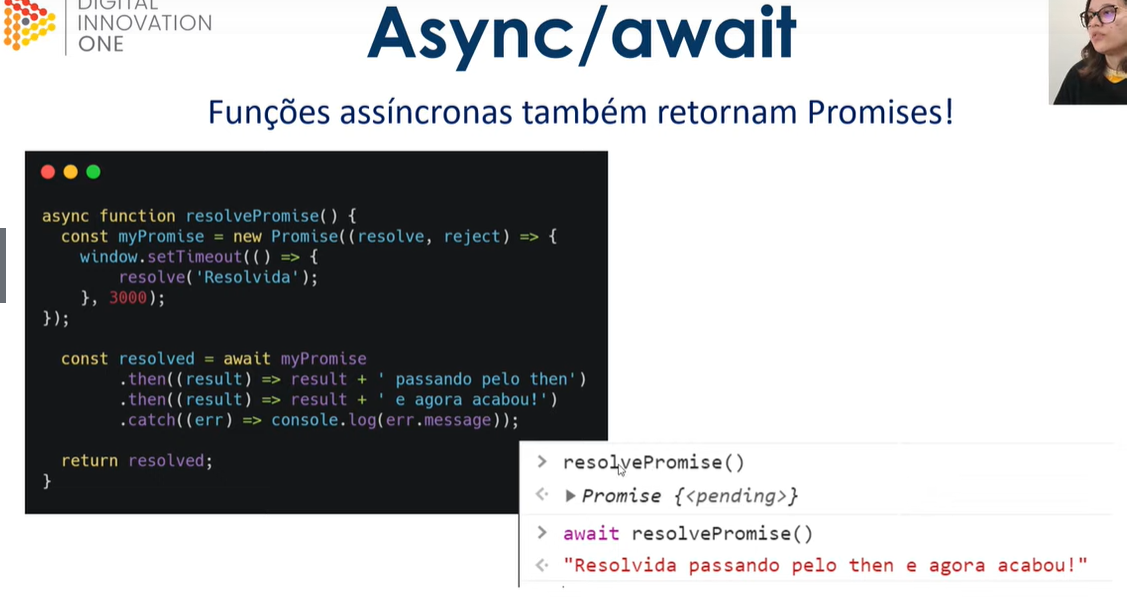 DIGITAL
INNOVATION
ONE
Async/await
Funções assíncronas também retornam Promises!
async function resolvePromise() {
  const myPromise = new Promise((resolve, reject) => {
    window.setTimeout(() => {
        resolve('Resolvida');
    }, 3000);
});
  const resolved = await myPromise
        .then((result) => result + ' passando pelo then')
        .then((result) => result + ' e agora acabou!')
        .catch((err) => console.log(err.message));
  return resolved;
}
> resolvePromise()
<· ▶ Promise {<pending>}
> await resolvePromise()
<· "Resolvida passando pelo then e agora acabou!"